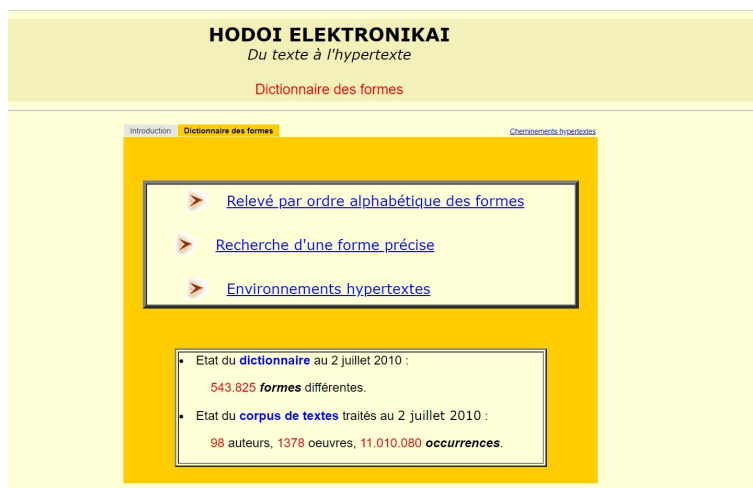 HODOI ELEKTRONIKAI
Du texte à l'hypertexte
Dictionnaire des formes
Introduction Dictionnaire des formes Cheminements hypertextes
Relevé par ordre alphabétique des formes
Recherche d'une forme précise
Environnements hypertextes
• Etat du dictionnaire au 2 juillet 2010 :
543.825 formes différentes.
• Etat du corpus de textes traités au 2 juillet 2010 :
98 auteurs, 1378 oeuvres, 11.010.080 occurrences.